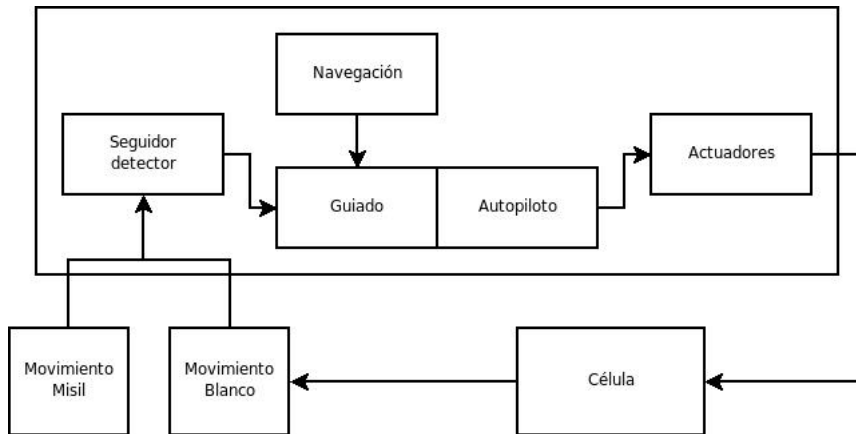 Navegación
Seguidor
detector
Actuadores
Guiado
Autopiloto
Movimiento
Misil
Movimiento
Blanco
Célula